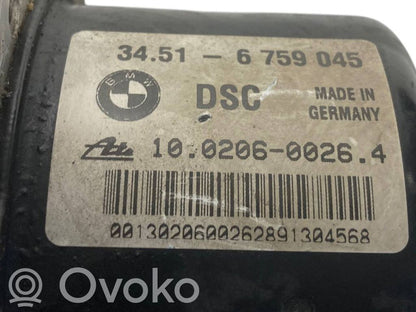 34.51 - 6 759 045
BMW
DSC
MADE IN
GERMANY
Ate 10.0206-0026.4
0013020600262891304568
Ovoko